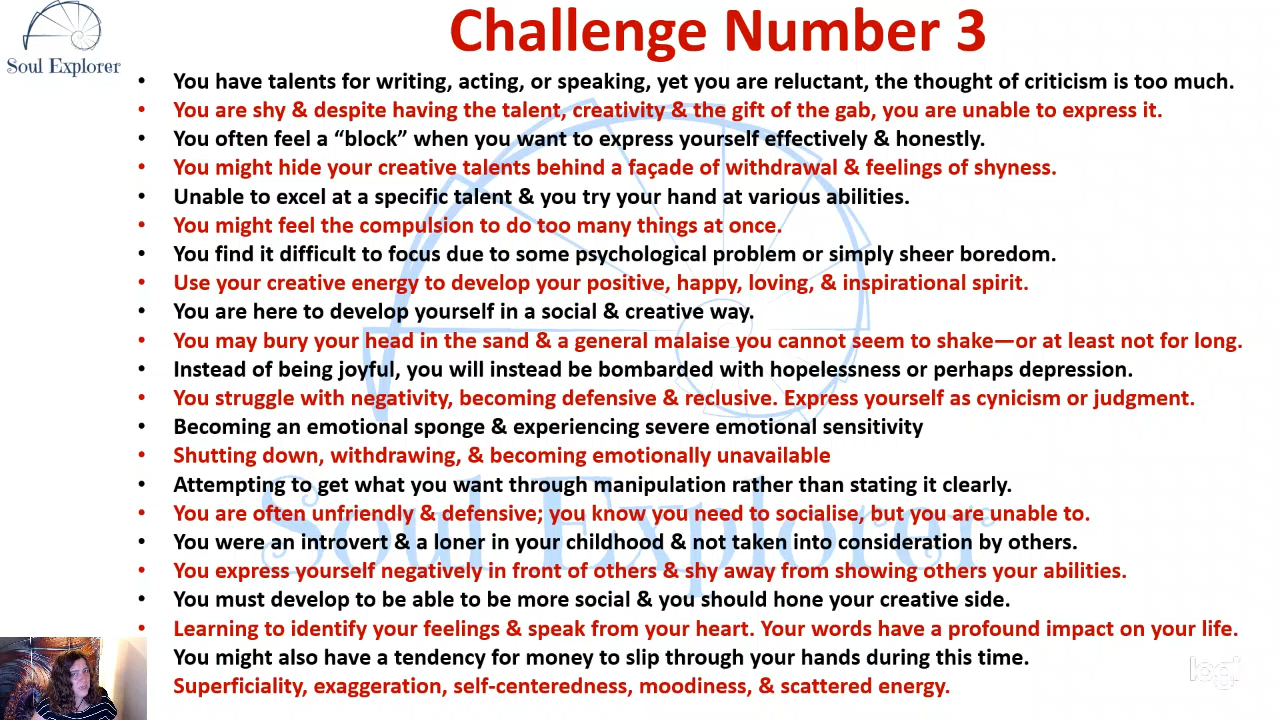 Soul Explorer
Challenge Number 3
• You have talents for writing, acting, or speaking, yet you are reluctant, the thought of criticism is too much.
• You are shy & despite having the talent, creativity & the gift of the gab, you are unable to express it.
• You often feel a “block” when you want to express yourself effectively & honestly.
• You might hide your creative talents behind a façade of withdrawal & feelings of shyness.
• Unable to excel at a specific talent & you try your hand at various abilities.
• You might feel the compulsion to do too many things at once.
• You find it difficult to focus due to some psychological problem or simply sheer boredom.
• Use your creative energy to develop your positive, happy, loving, & inspirational spirit.
• You are here to develop yourself in a social & creative way.
• You may bury your head in the sand & a general malaise you cannot seem to shake—or at least not for long.
• Instead of being joyful, you will instead be bombarded with hopelessness or perhaps depression.
• You struggle with negativity, becoming defensive & reclusive. Express yourself as cynicism or judgment.
• Becoming an emotional sponge & experiencing severe emotional sensitivity
• Shutting down, withdrawing, & becoming emotionally unavailable
• Attempting to get what you want through manipulation rather than stating it clearly.
• You are often unfriendly & defensive; you know you need to socialise, but you are unable to.
• You were an introvert & a loner in your childhood & not taken into consideration by others.
• You express yourself negatively in front of others & shy away from showing others your abilities.
• You must develop to be able to be more social & you should hone your creative side.
• Learning to identify your feelings & speak from your heart. Your words have a profound impact on your life.
You might also have a tendency for money to slip through your hands during this time.
Superficiality, exaggeration, self-centeredness, moodiness, & scattered energy.
Soul Explorer
logi